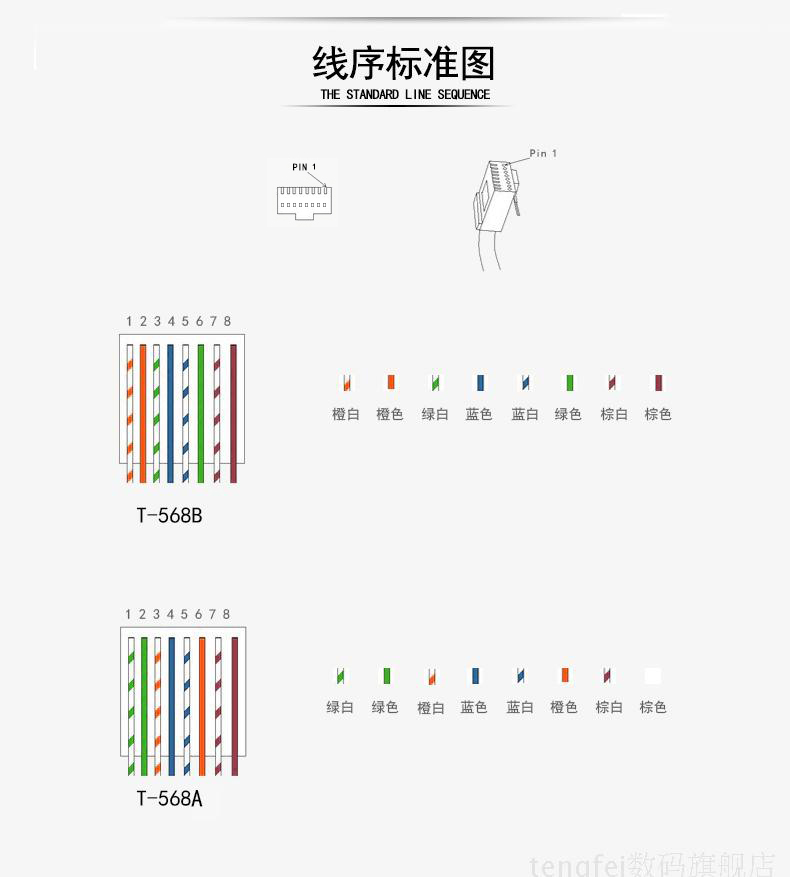 线序标准图
THE STANDARD LINE SEQUENCE
PIN 1
Pin 1
1 2 3 4 5 6 7 8
橙白 橙色 绿白 蓝色 蓝白 绿色 棕白 棕色
T-568B
1 2 3 4 5 6 7 8
绿白 绿色 橙白 蓝色 蓝白 橙色 棕白 棕色
T-568A
tengfei数码旗舰店